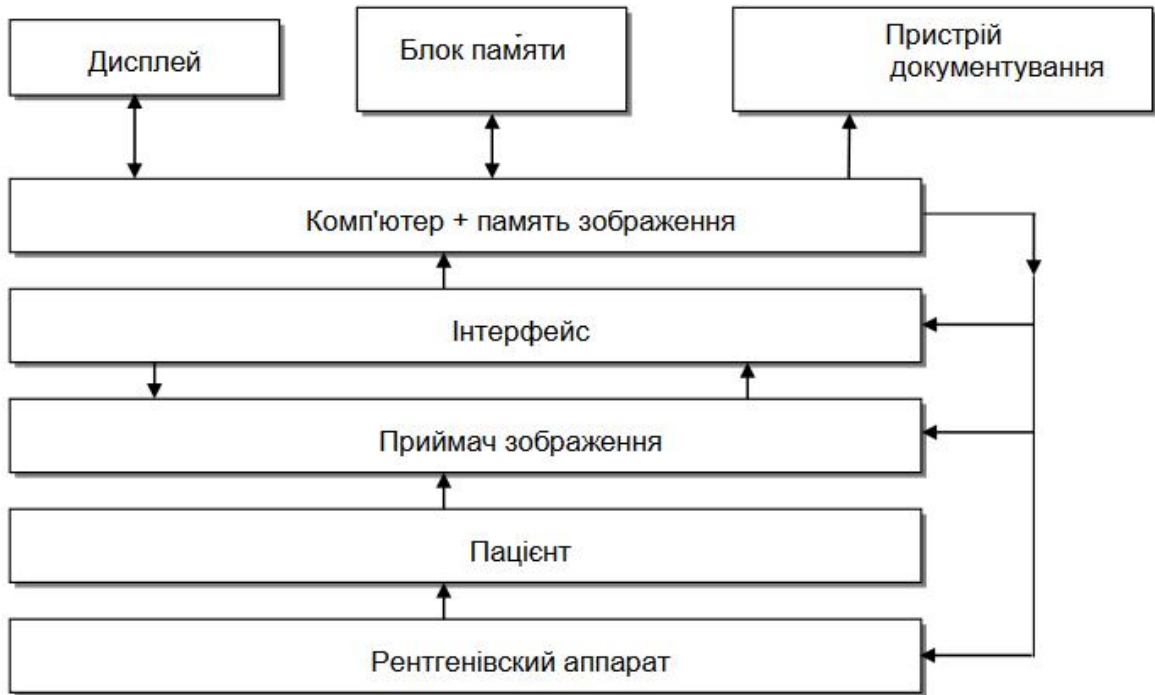 Дисплей
Блок памяти
Пристрій
документування
Комп'ютер + память зображення
Інтерфейс
Приймач зображення
Пацієнт
Рентгенівский аппарат